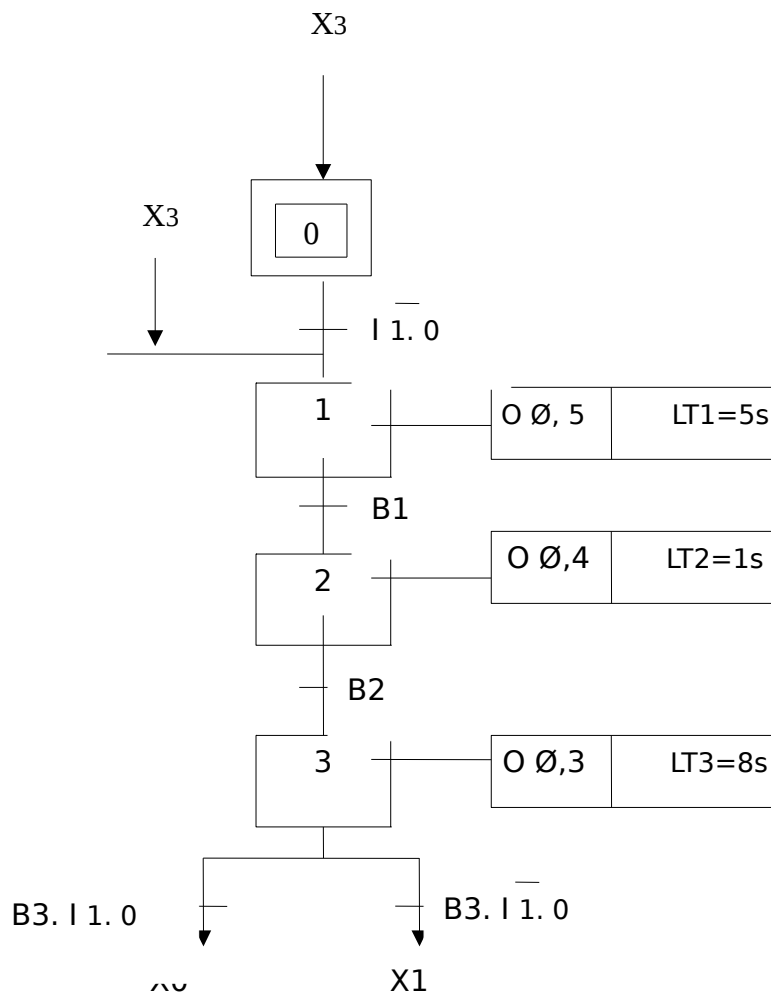 X3
X3
0
I 1̅. 0
1
O Ø, 5
LT1=5s
B1
2
O Ø,4
LT2=1s
B2
3
O Ø,3
LT3=8s
B3. I 1. 0
B3. I 1̅. 0
X1